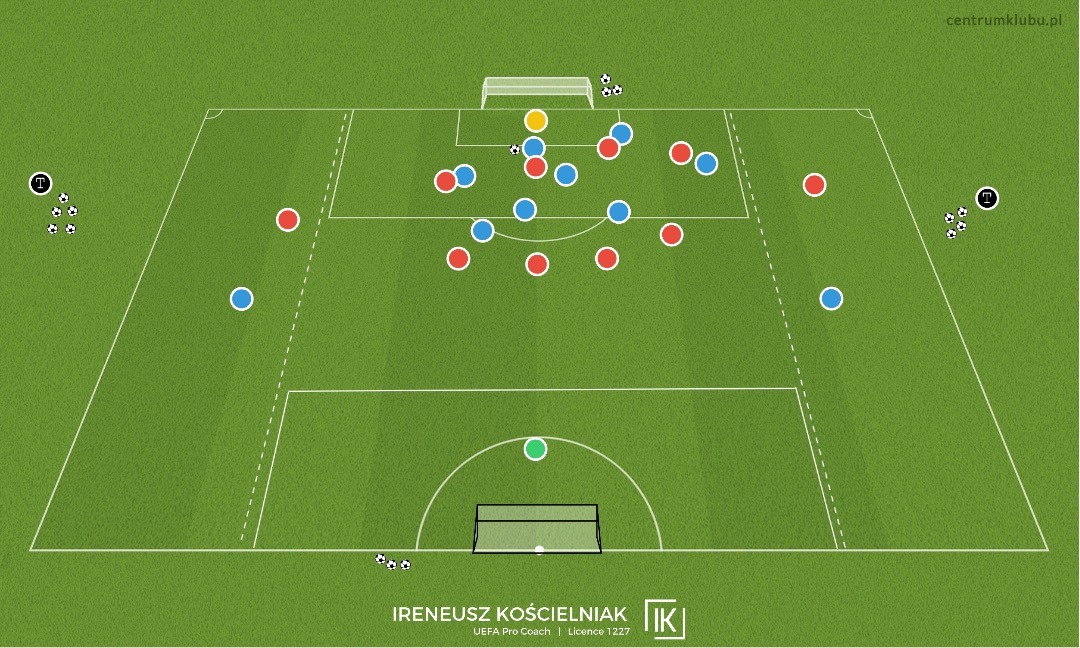 centrumklubu.pl
T
T
IRENEUSZ KOŚCIELNIAK
UEFA Pro Coach | Licence 1227
IK